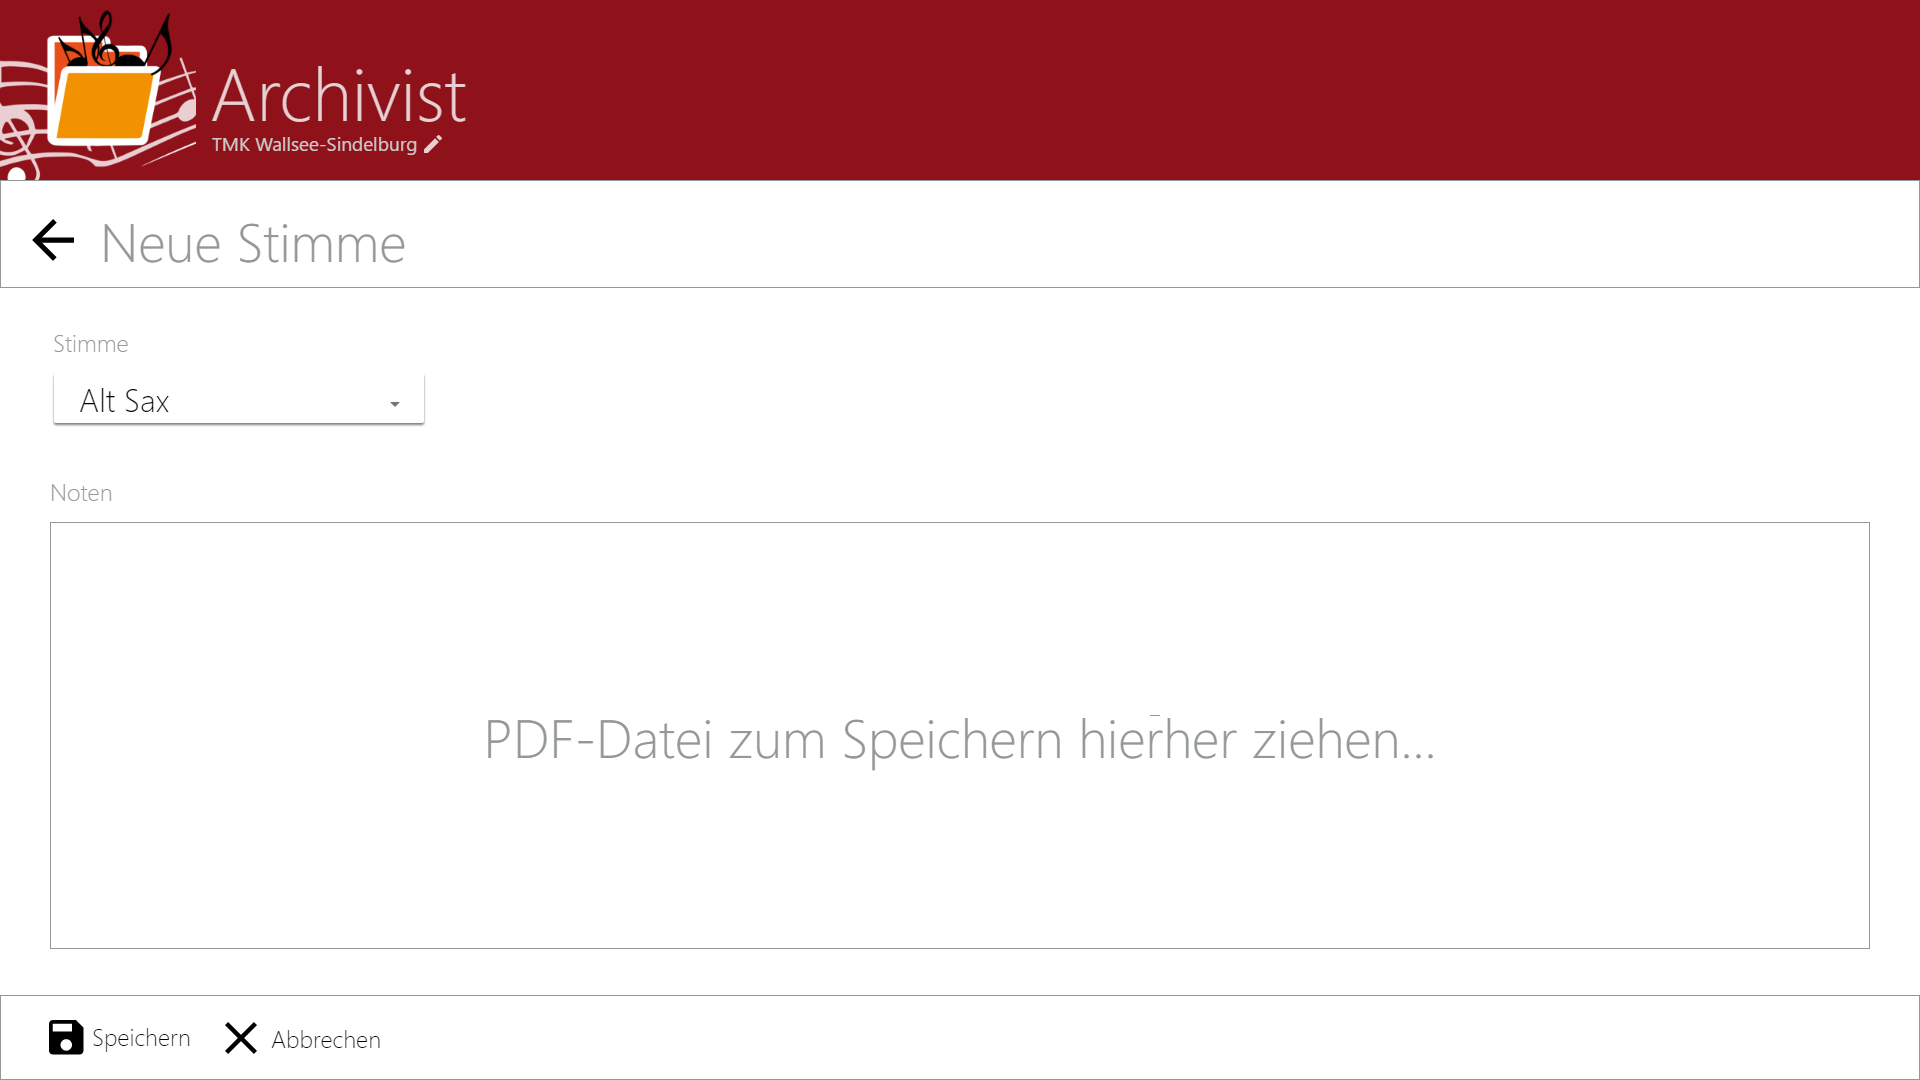 Archivist
TMK Wallsee-Sindelburg
Neue Stimme
Stimme
Alt Sax
Noten
PDF-Datei zum Speichern hierher ziehen...
Speichern
Abbrechen